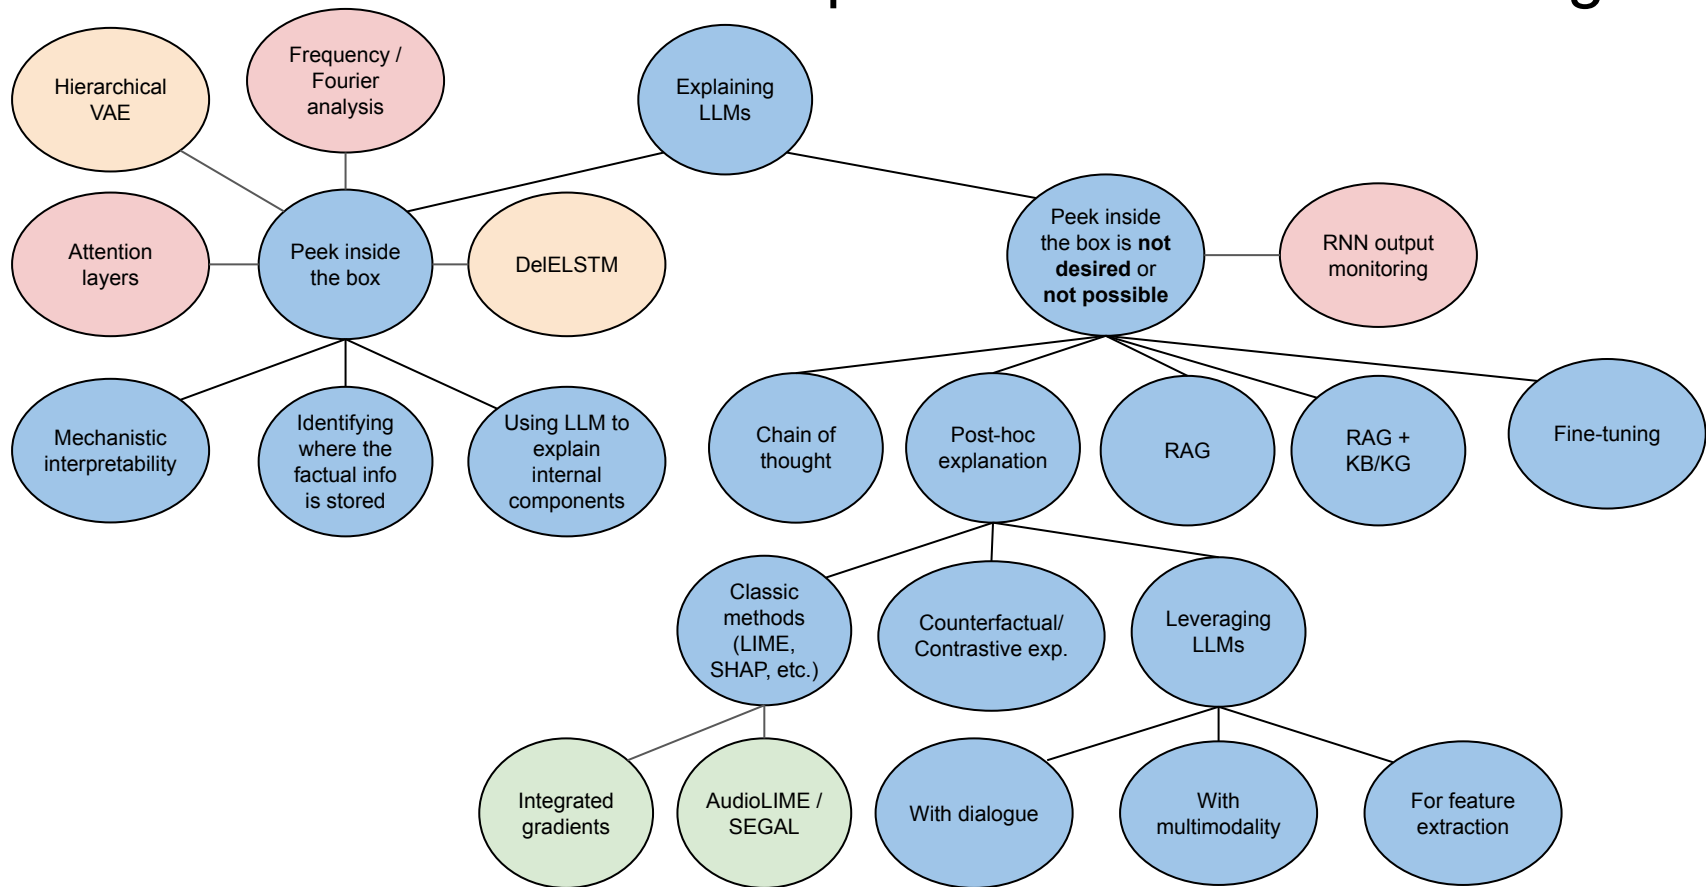 Hierarchical
VAE
Frequency /
Fourier
analysis
Explaining
LLMs
Attention
layers
Peek inside
the box
DelELSTM
Peek inside
the box is not
desired or
not possible
RNN output
monitoring
Mechanistic
interpretability
Identifying
where the
factual info
is stored
Using LLM to
explain
internal
components
Chain of
thought
Post-hoc
explanation
RAG
RAG +
KB/KG
Fine-tuning
Classic
methods
(LIME,
SHAP, etc.)
Counterfactual/
Contrastive exp.
Leveraging
LLMs
Integrated
gradients
AudioLIME /
SEGAL
With dialogue
With
multimodality
For feature
extraction